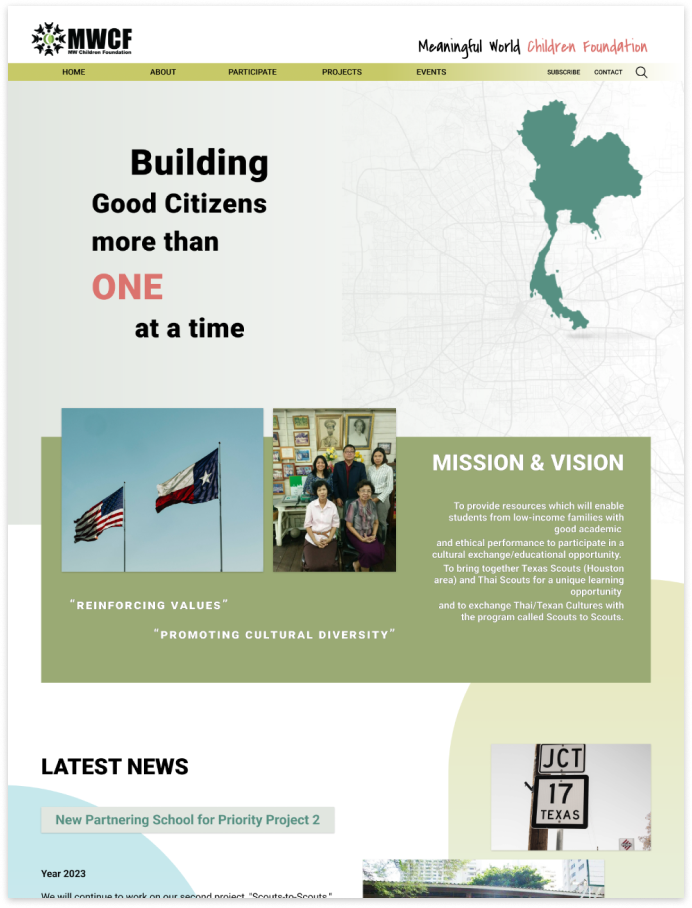 MWCF
MW Children Foundation
Meaningful World Children Foundation
HOME ABOUT PARTICIPATE PROJECTS EVENTS SUBSCRIBE CONTACT
Building
Good Citizens
more than
ONE
at a time
MISSION & VISION
To provide resources which will enable
students from low-income families with
good academic
and ethical performance to participate in a
cultural exchange/educational opportunity.
To bring together Texas Scouts (Houston
area) and Thai Scouts for a unique learning
opportunity
and to exchange Thai/Texan Cultures with
the program called Scouts to Scouts.
"REINFORCING VALUES"
"PROMOTING CULTURAL DIVERSITY"
LATEST NEWS
JCT
17
TEXAS
New Partnering School for Priority Project 2
Year 2023
We will continue to work on our second project, "Scouts-to-Scouts."